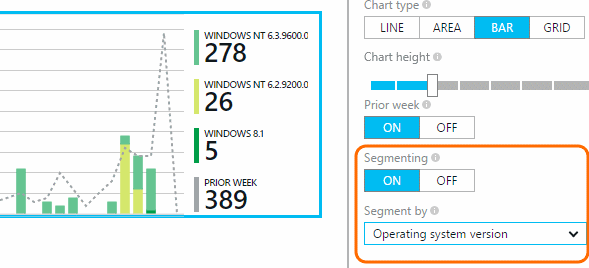 WINDOWS NT 6.3.9600.0
278
WINDOWS NT 6.2.9200.0
26
WINDOWS 8.1
5
PRIOR WEEK
389
Chart type
LINE AREA BAR GRID
Chart height
Prior week
ON OFF
Segmenting
ON OFF
Segment by
Operating system version